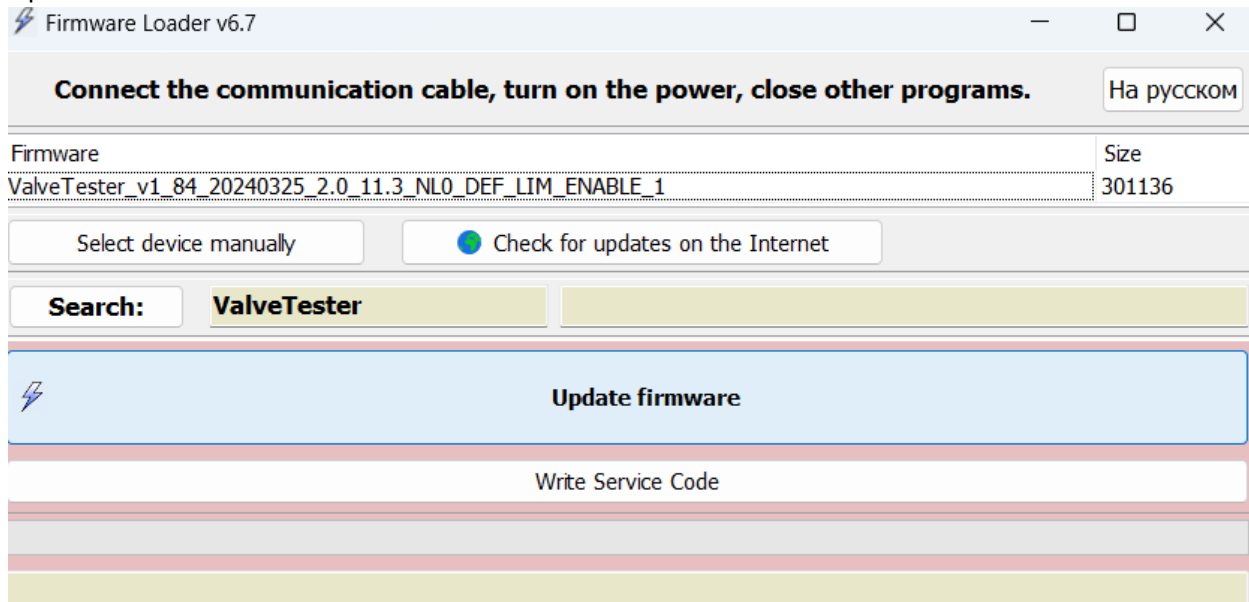 Firmware Loader v6.7
Connect the communication cable, turn on the power, close other programs.
На русском
Firmware Size
ValveTester_v1_84_20240325_2.0_11.3_NL0_DEF_LIM_ENABLE_1 301136
Select device manually Check for updates on the Internet
Search: ValveTester
Update firmware
Write Service Code